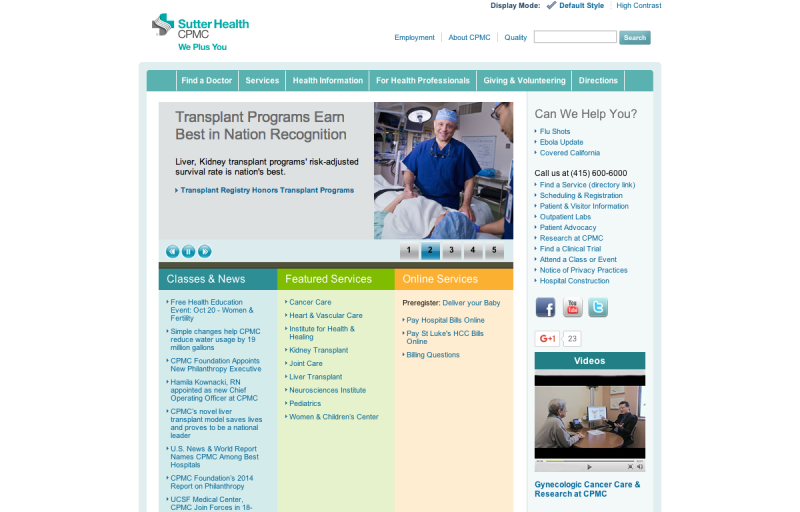 Display Mode: Default Style High Contrast
Sutter Health
CPMC
We Plus You
Employment About CPMC Quality Search
Find a Doctor Services Health Information For Health Professionals Giving & Volunteering Directions
Transplant Programs Earn
Best in Nation Recognition
Liver, Kidney transplant programs' risk-adjusted
survival rate is nation's best.
Transplant Registry Honors Transplant Programs
1 2 3 4 5
Classes & News
Free Health Education
Event: Oct 20 - Women &
Fertility
Simple changes help CPMC
reduce water usage by 19
million gallons
CPMC Foundation Appoints
New Philanthropy Executive
Hamila Kownacki, RN
appointed as new Chief
Operating Officer at CPMC
CPMC's novel liver
transplant model saves lives
and proves to be a national
leader
U.S. News & World Report
Names CPMC Among Best
Hospitals
CPMC Foundation's 2014
Report on Philanthropy
UCSF Medical Center,
CPMC Join Forces in 18-
Featured Services
Cancer Care
Heart & Vascular Care
Institute for Health &
Healing
Kidney Transplant
Joint Care
Liver Transplant
Neurosciences Institute
Pediatrics
Women & Children's Center
Online Services
Preregister: Deliver your Baby
Pay Hospital Bills Online
Pay St Luke's HCC Bills
Online
Billing Questions
Can We Help You?
Flu Shots
Ebola Update
Covered California
Call us at (415) 600-6000
Find a Service (directory link)
Scheduling & Registration
Patient & Visitor Information
Outpatient Labs
Patient Advocacy
Research at CPMC
Find a Clinical Trial
Attend a Class or Event
Notice of Privacy Practices
Hospital Construction
f You Tube t
G+1 23
Videos
Gynecologic Cancer Care &
Research at CPMC